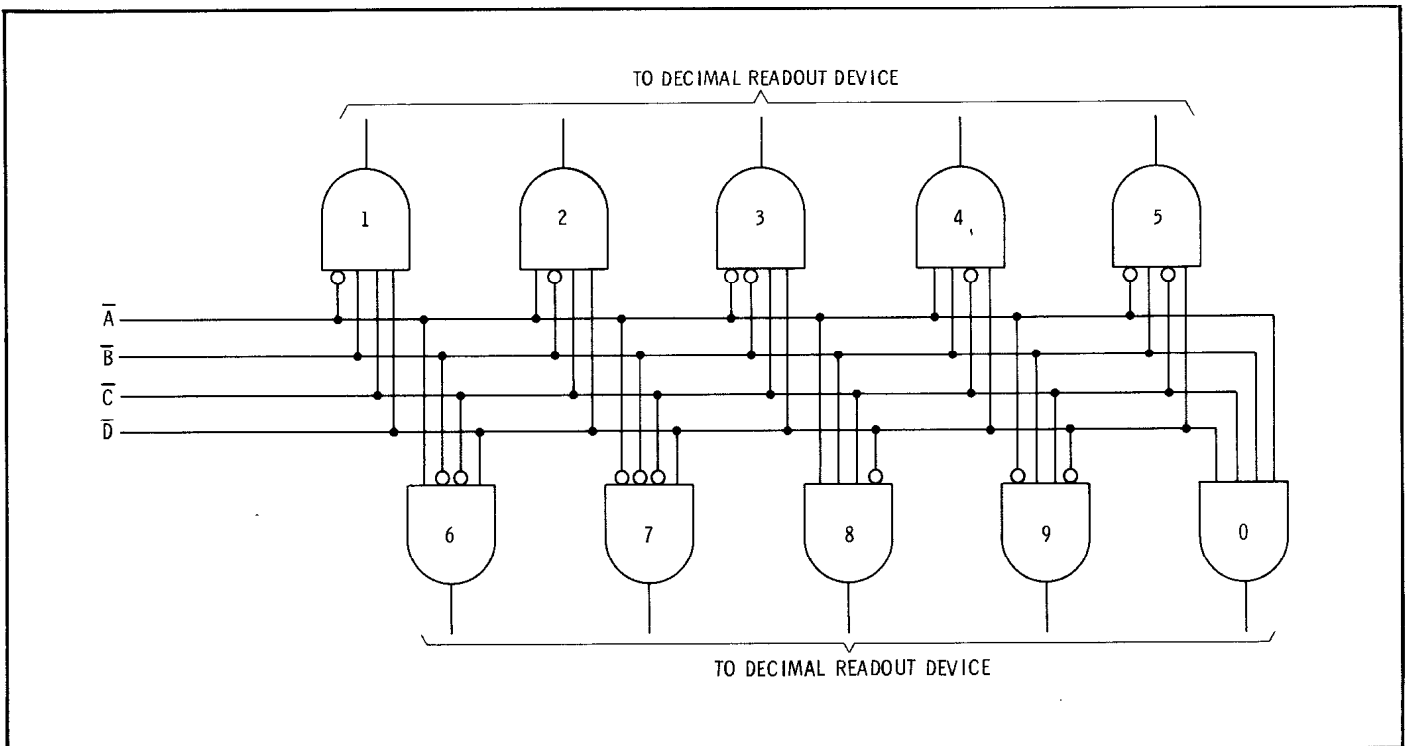 TO DECIMAL READOUT DEVICE
1 2 3 4 5
A̅
B̅
C̅
D̅
6 7 8 9 0
TO DECIMAL READOUT DEVICE